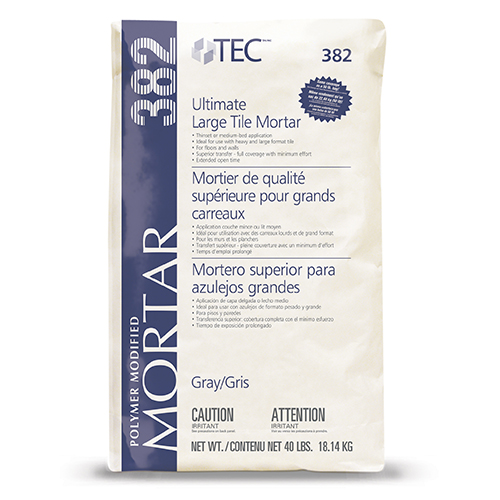 382
TEC
382
Ultimate
Large Tile Mortar
• Thinset or medium-bed application
• Ideal for use with heavy and large format tile
• For floors and walls
• Superior transfer - full coverage with minimum effort
• Extended open time
Mortier de qualité
supérieure pour grands
carreaux
• Application couche mince ou lit moyen
• Idéal pour utilisation avec des carreaux lourds et de grand format
• Pour les murs et les planchers
• Transfert supérieur - pleine couverture avec un minimum d'effort
• Temps d'emploi prolongé
Mortero superior para
azulejos grandes
• Aplicación de capa delgada o lecho medio
• Ideal para usar con azulejos de formato pesado y grande
• Para pisos y paredes
• Transferencia superior: cobertura completa con el mínimo esfuerzo
• Tiempo de exposición prolongado
POLYMER MODIFIED
MORTAR
Gray/Gris
CAUTION
IRRITANT
See precautions on back panel.
ATTENTION
IRRITANT
NET WT./CONTENU NET 40 LBS. 18.14 KG